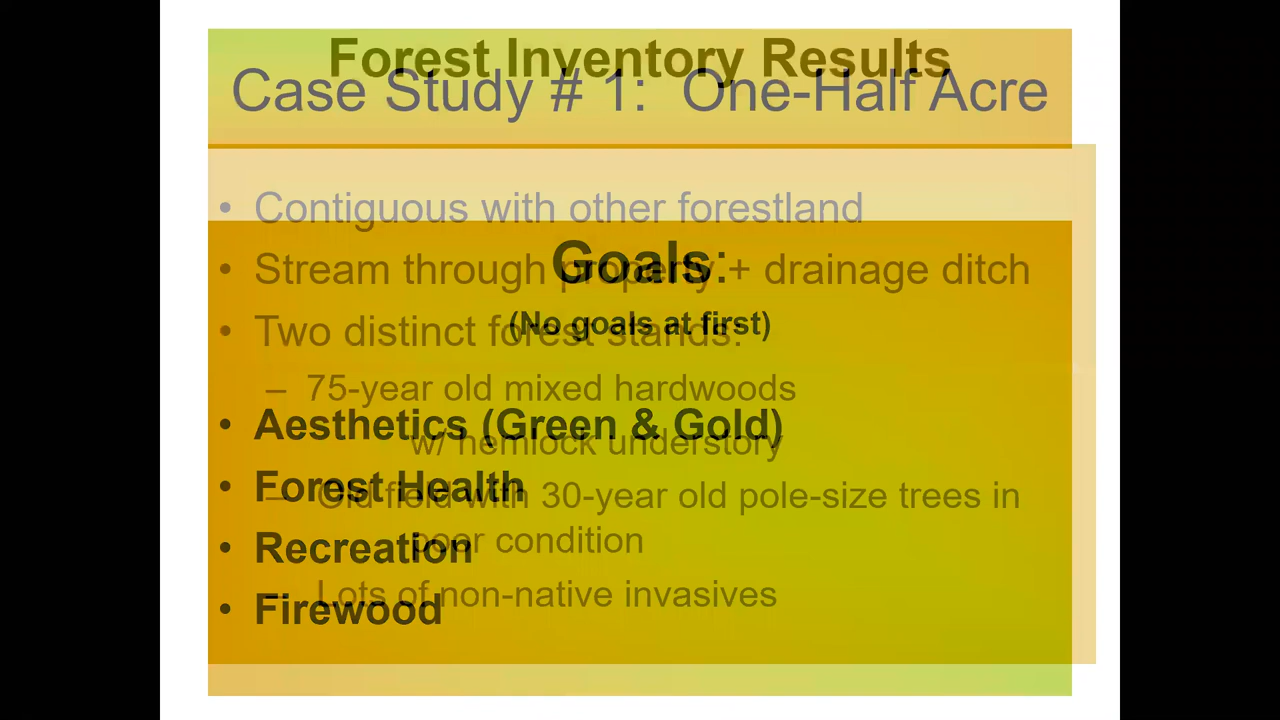 Forest Inventory Results
Case Study # 1: One-Half Acre
• Contiguous with other forestland
• Stream through property + drainage ditch
• Two distinct forest stands:
– 75-year old mixed hardwoods
w/ hemlock understory
– Old field with 30-year old pole-size trees in
poor condition
– Lots of non-native invasives
Goals:
(No goals at first)
• Aesthetics (Green & Gold)
• Forest Health
• Recreation
• Firewood